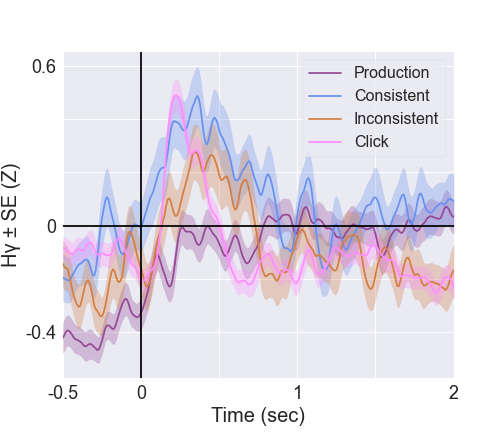 0.6
Production
Consistent
Inconsistent
Click
Hγ ± SE (Z)
0
-0.4
-0.5
0
1
2
Time (sec)